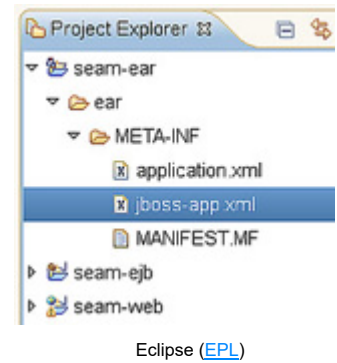 Project Explorer
seam-ear
ear
META-INF
application.xml
jboss-app.xml
MANIFEST.MF
seam-ejb
seam-web
Eclipse (EPL)